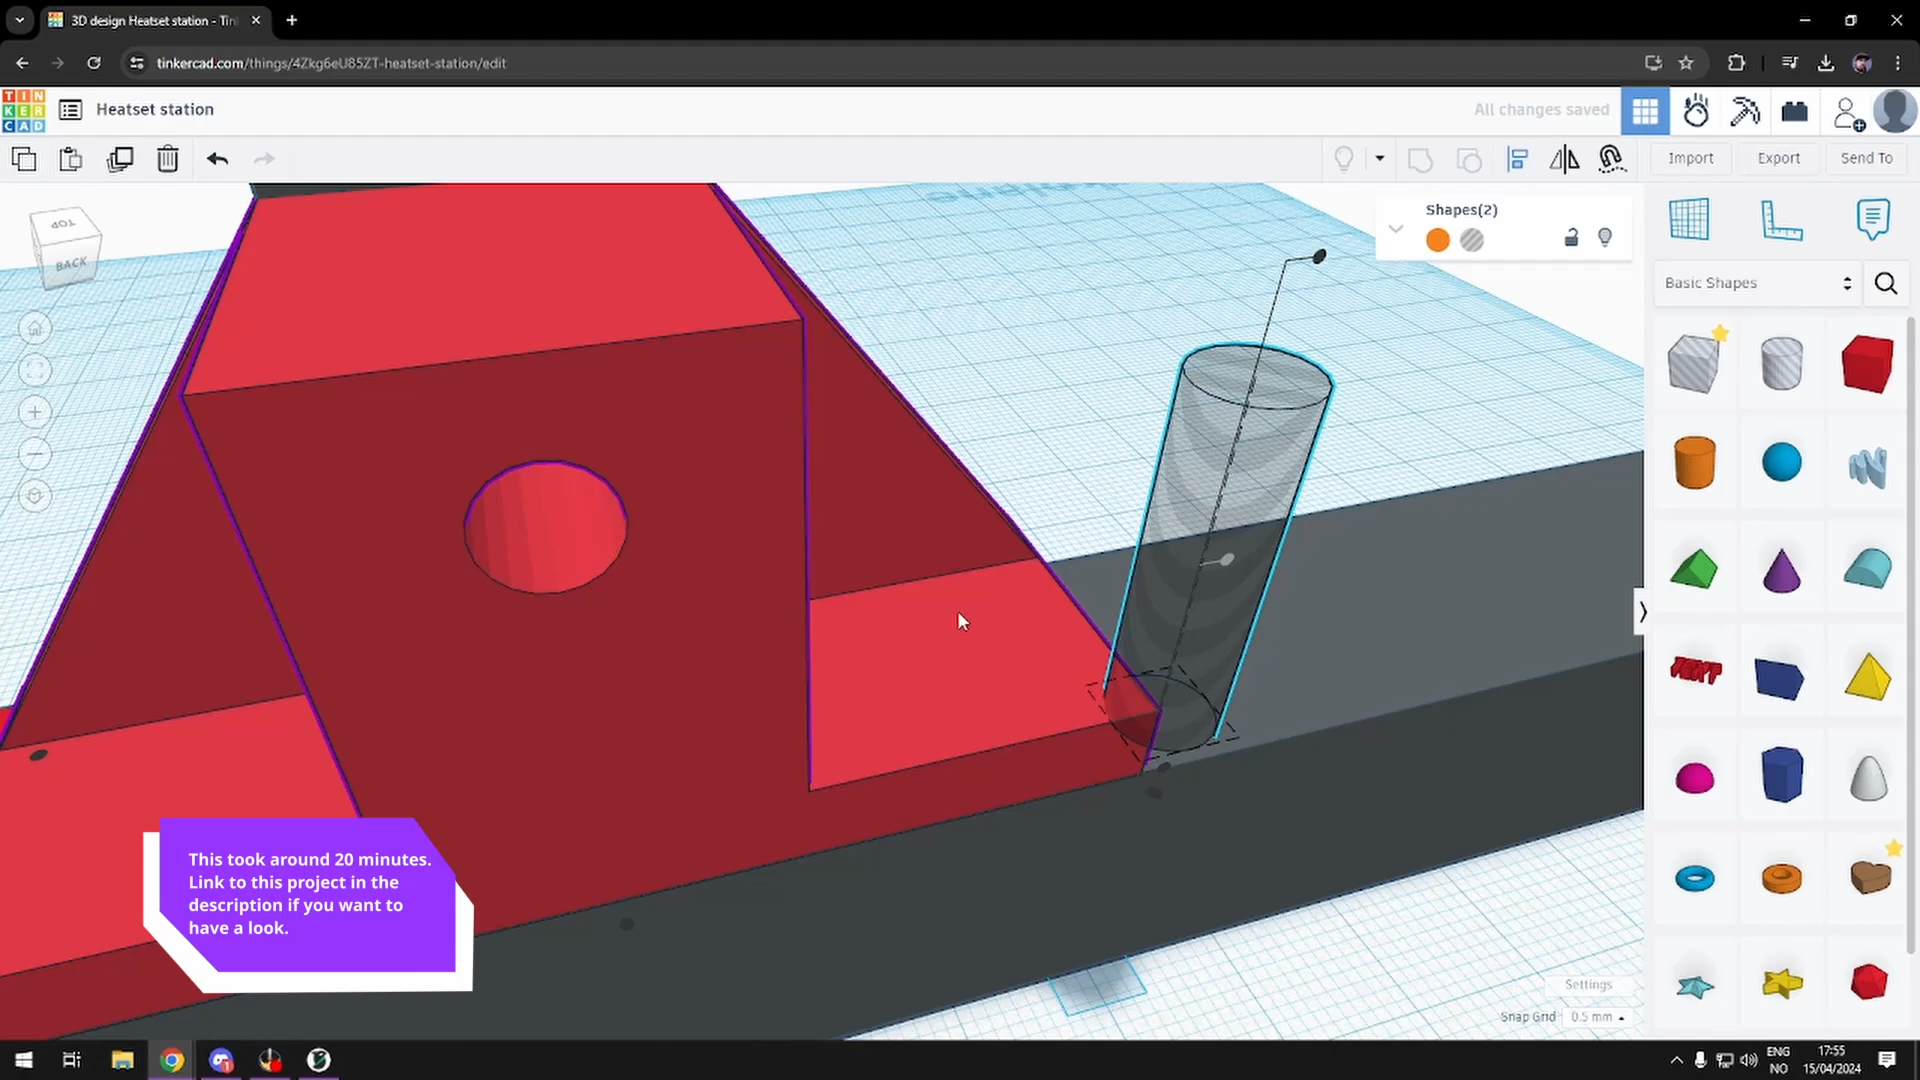 3D design Heatset station - Tin
tinkercad.com/things/4Zkg6eU85ZT-heatset-station/edit
TIN
KER
CAD
Heatset station
All changes saved
Import
Export
Send To
TOP
BACK
Shapes(2)
Basic Shapes
TEXT
This took around 20 minutes.
Link to this project in the
description if you want to
have a look.
Settings
Snap Grid 0.5 mm
1
ENG
NO
17:55
15/04/2024